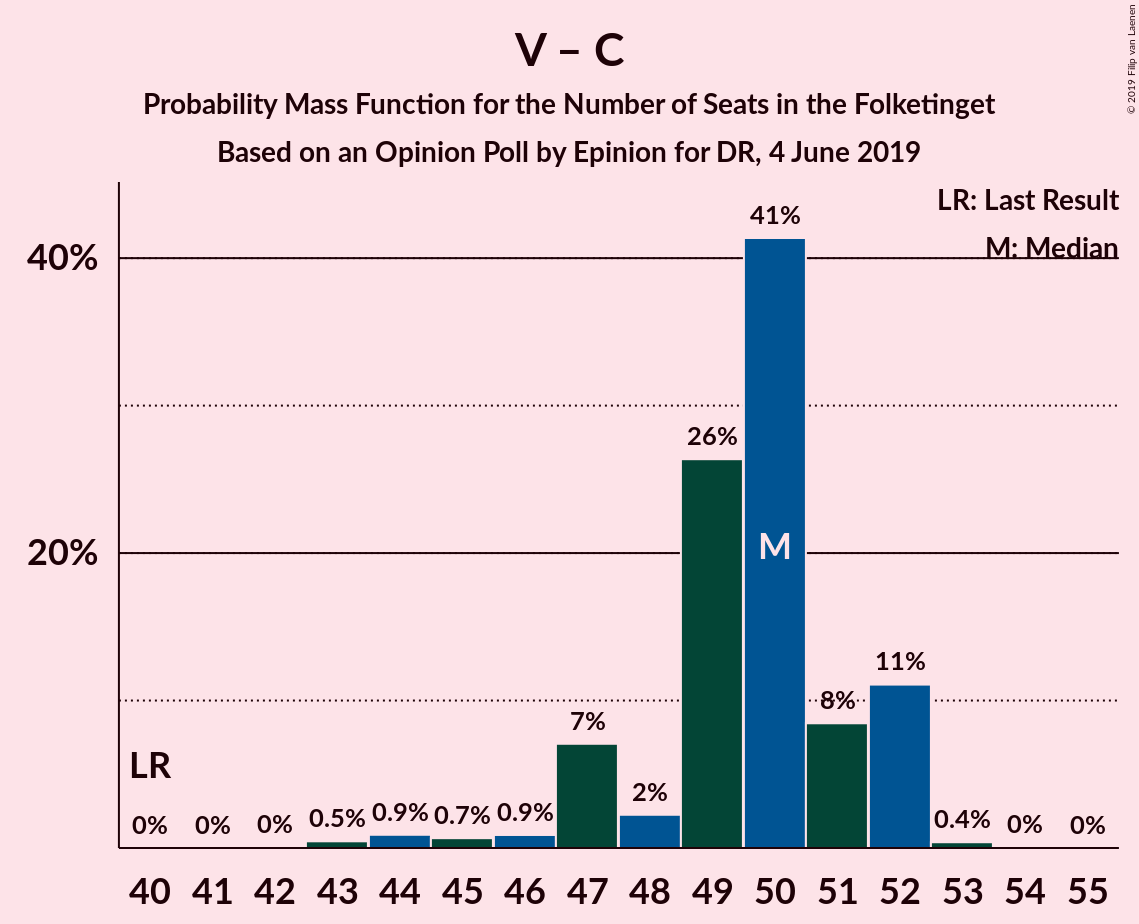 V – C
Probability Mass Function for the Number of Seats in the Folketinget
Based on an Opinion Poll by Epinion for DR, 4 June 2019
© 2019 Filip van Laenen
LR: Last Result
M: Median
40%
20%
LR
0%
0%
0%
0.5%
0.9%
0.7%
0.9%
7%
2%
26%
41%
M
8%
11%
0.4%
0%
0%
40 41 42 43 44 45 46 47 48 49 50 51 52 53 54 55